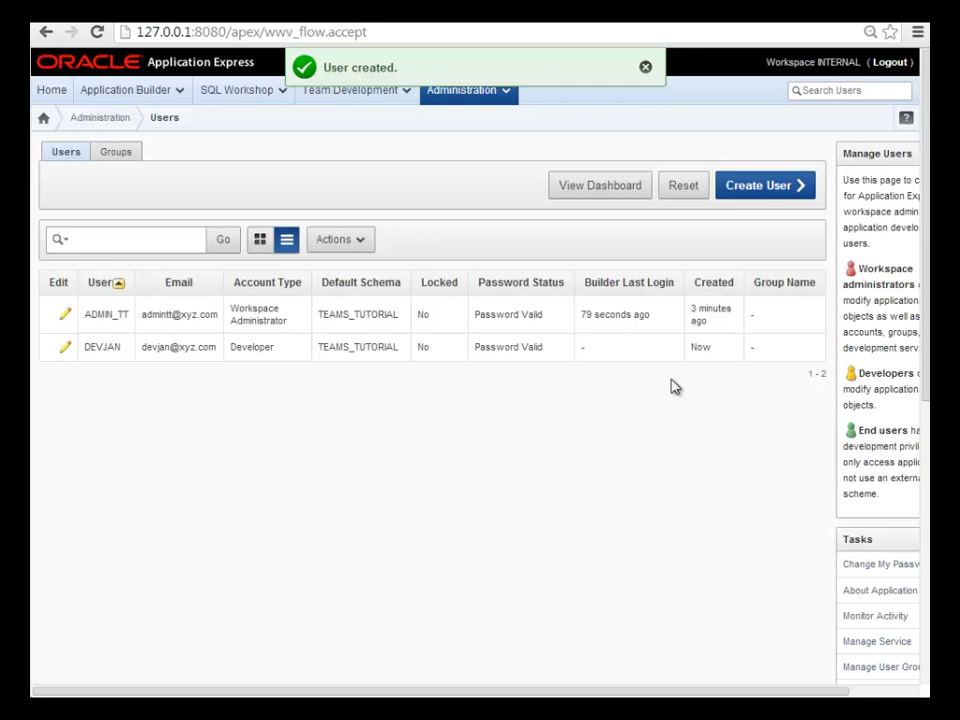 127.0.0.1:8080/apex/wwv_flow.accept
ORACLE Application Express
User created.
Workspace INTERNAL ( Logout )
Home Application Builder SQL Workshop Team Development Administration Search Users
Administration Users ?
Users Groups
View Dashboard Reset Create User
Go Actions
Edit User Email Account Type Default Schema Locked Password Status Builder Last Login Created Group Name
ADMIN_TT admintt@xyz.com Workspace Administrator TEAMS_TUTORIAL No Password Valid 79 seconds ago 3 minutes ago -
DEVJAN devjan@xyz.com Developer TEAMS_TUTORIAL No Password Valid - Now -
1 - 2
Manage Users
Use this page to c
for Application Ex
workspace admin
application develo
users.
Workspace
administrators
modify application
objects as well as
accounts, groups,
development serv
Developers
modify application
objects.
End users ha
development privil
only access applic
not use an extern
scheme.
Tasks
Change My Passw
About Application
Monitor Activity
Manage Service
Manage User Grou